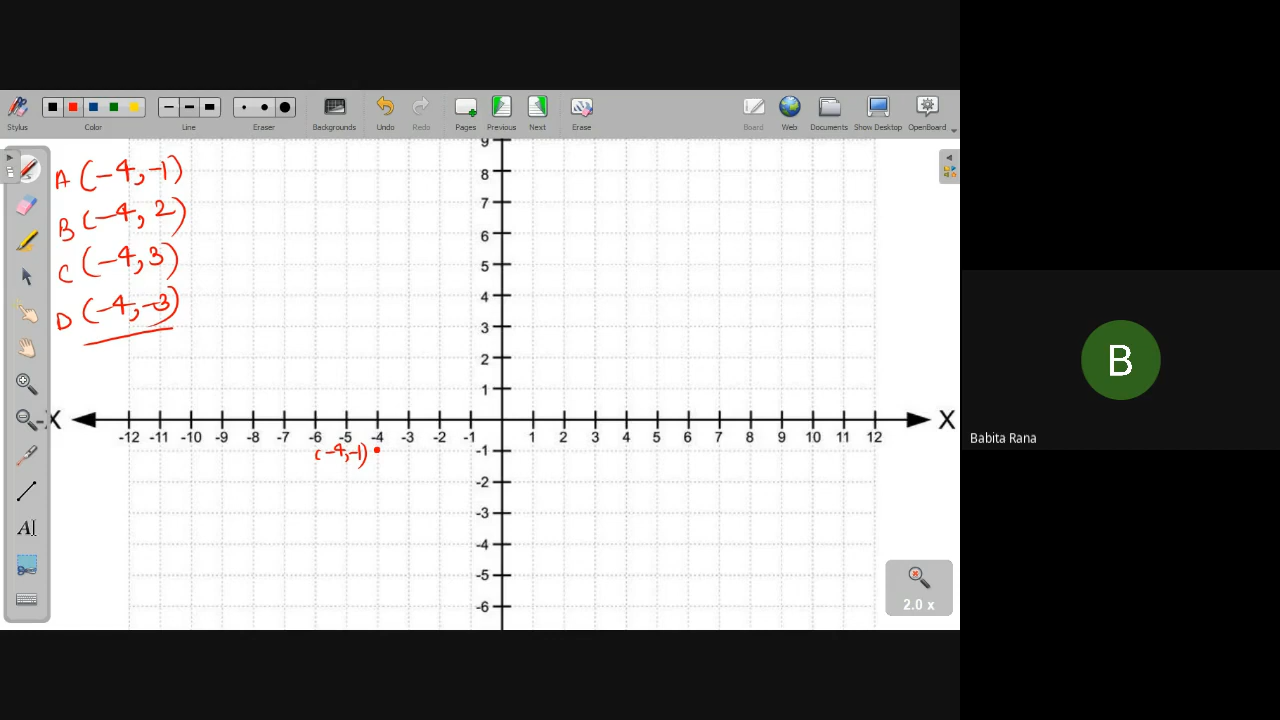 Stylus Color Line Eraser Backgrounds Undo Redo Pages Previous Next Erase Board Web Documents Show Desktop OpenBoard
A (-4, -1)
B (-4, 2)
C (-4, 3)
D (-4, -3)
9
8
7
6
5
4
3
2
1
-X X
-12 -11 -10 -9 -8 -7 -6 -5 -4 -3 -2 -1 1 2 3 4 5 6 7 8 9 10 11 12
(-4,-1) -1
-2
-3
-4
-5
-6
A
2.0 x
B
Babita Rana